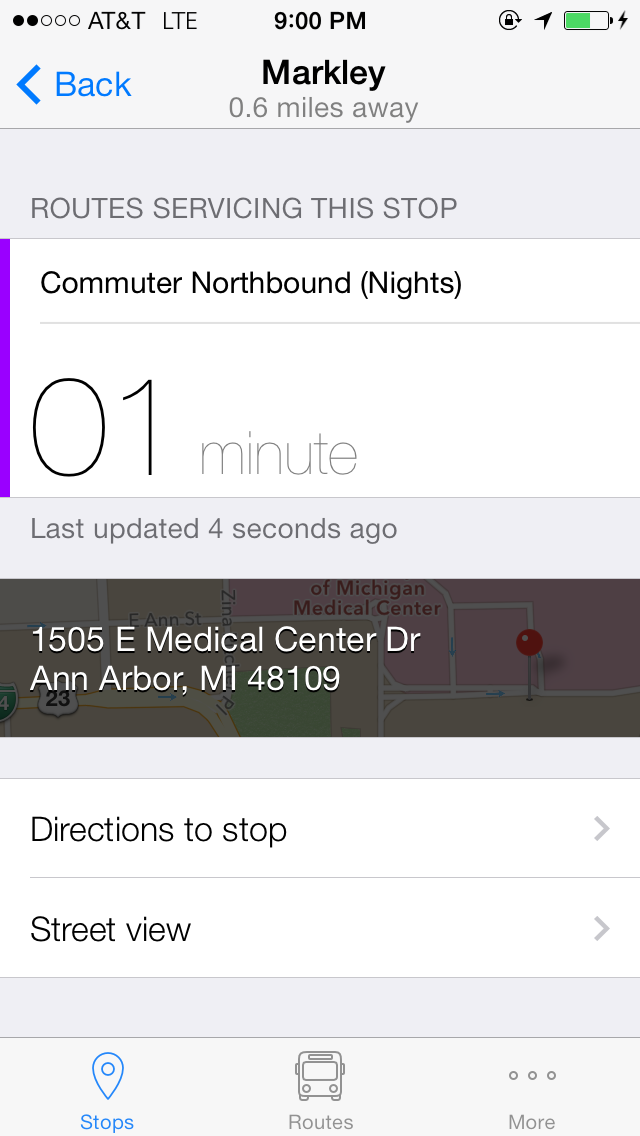 AT&T LTE 9:00 PM
Back
Markley
0.6 miles away
ROUTES SERVICING THIS STOP
Commuter Northbound (Nights)
01 minute
Last updated 4 seconds ago
of Michigan
Medical Center
E Ann St
1505 E Medical Center Dr
Ann Arbor, MI 48109
4
23
Directions to stop
Street view
Stops
Routes
More